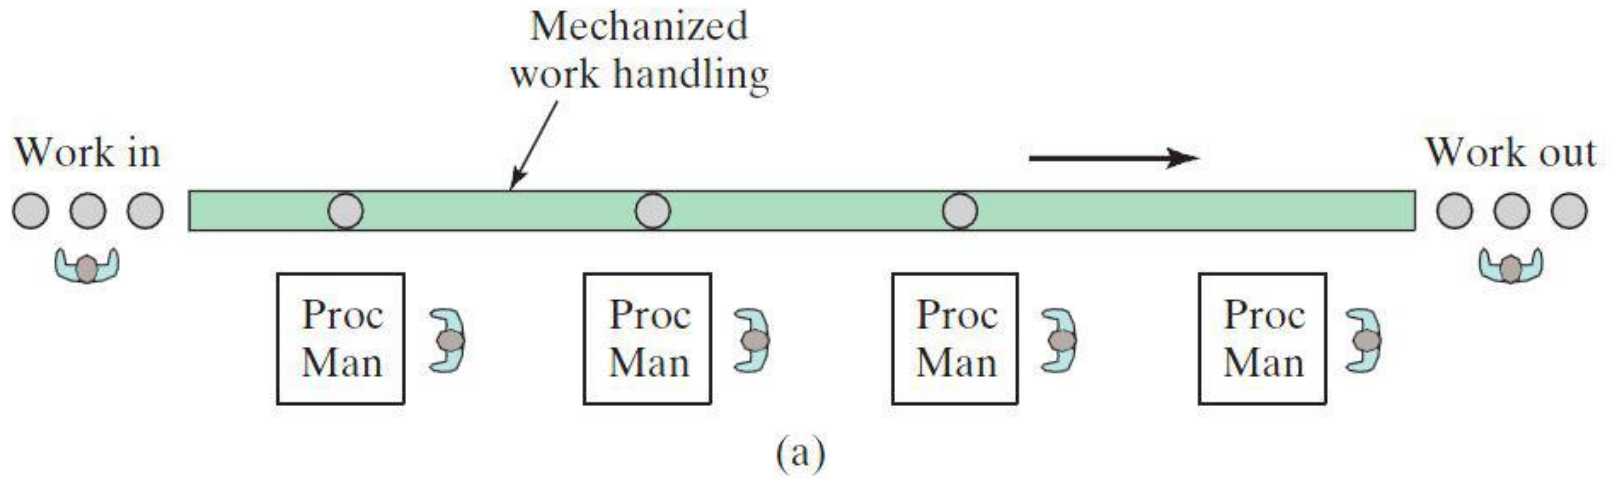 Mechanized
work handling
Work in
Work out
Proc
Man
Proc
Man
Proc
Man
Proc
Man
(a)